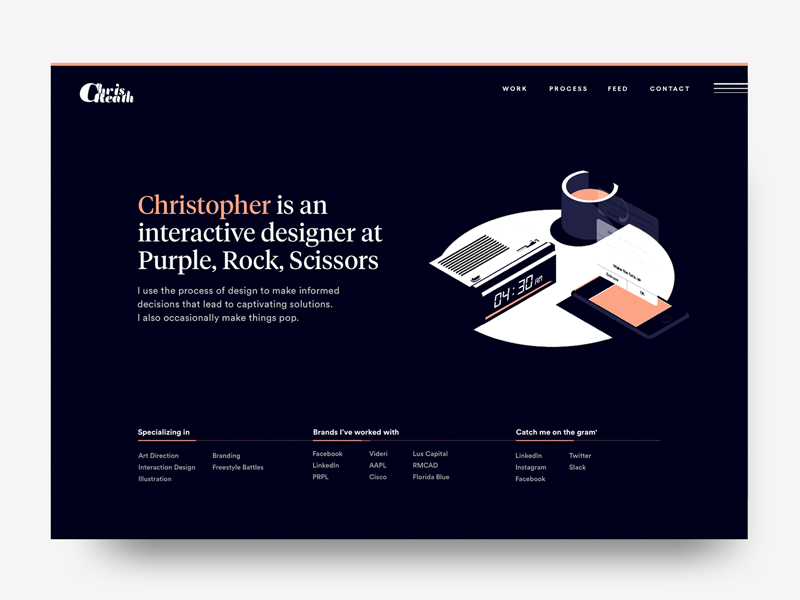 Chris
Reath
WORK PROCESS FEED CONTACT
Christopher is an
interactive designer at
Purple, Rock, Scissors
I use the process of design to make informed
decisions that lead to captivating solutions.
I also occasionally make things pop.
04:30 AM
OK
Specializing in
Art Direction Branding
Interaction Design Freestyle Battles
Illustration
Brands I've worked with
Facebook Videri Lux Capital
LinkedIn AAPL RMCAD
PRPL Cisco Florida Blue
Catch me on the gram'
LinkedIn Twitter
Instagram Slack
Facebook